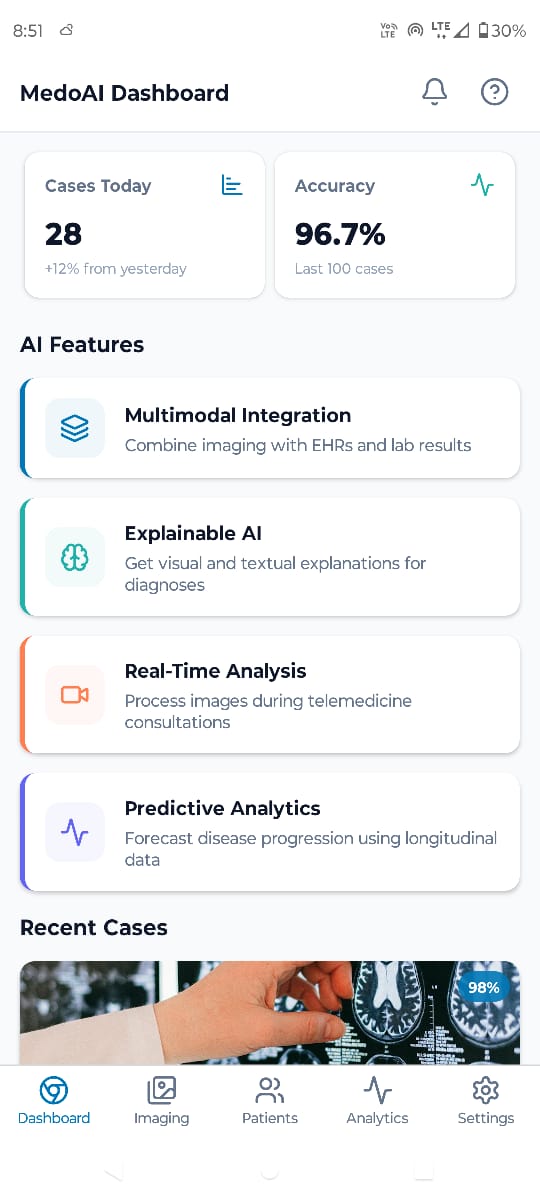 8:51
Vo
LTE
LTE
30%
MedoAI Dashboard
Cases Today
28
+12% from yesterday
Accuracy
96.7%
Last 100 cases
AI Features
Multimodal Integration
Combine imaging with EHRs and lab results
Explainable AI
Get visual and textual explanations for
diagnoses
Real-Time Analysis
Process images during telemedicine
consultations
Predictive Analytics
Forecast disease progression using longitudinal
data
Recent Cases
98%
Dashboard
Imaging
Patients
Analytics
Settings